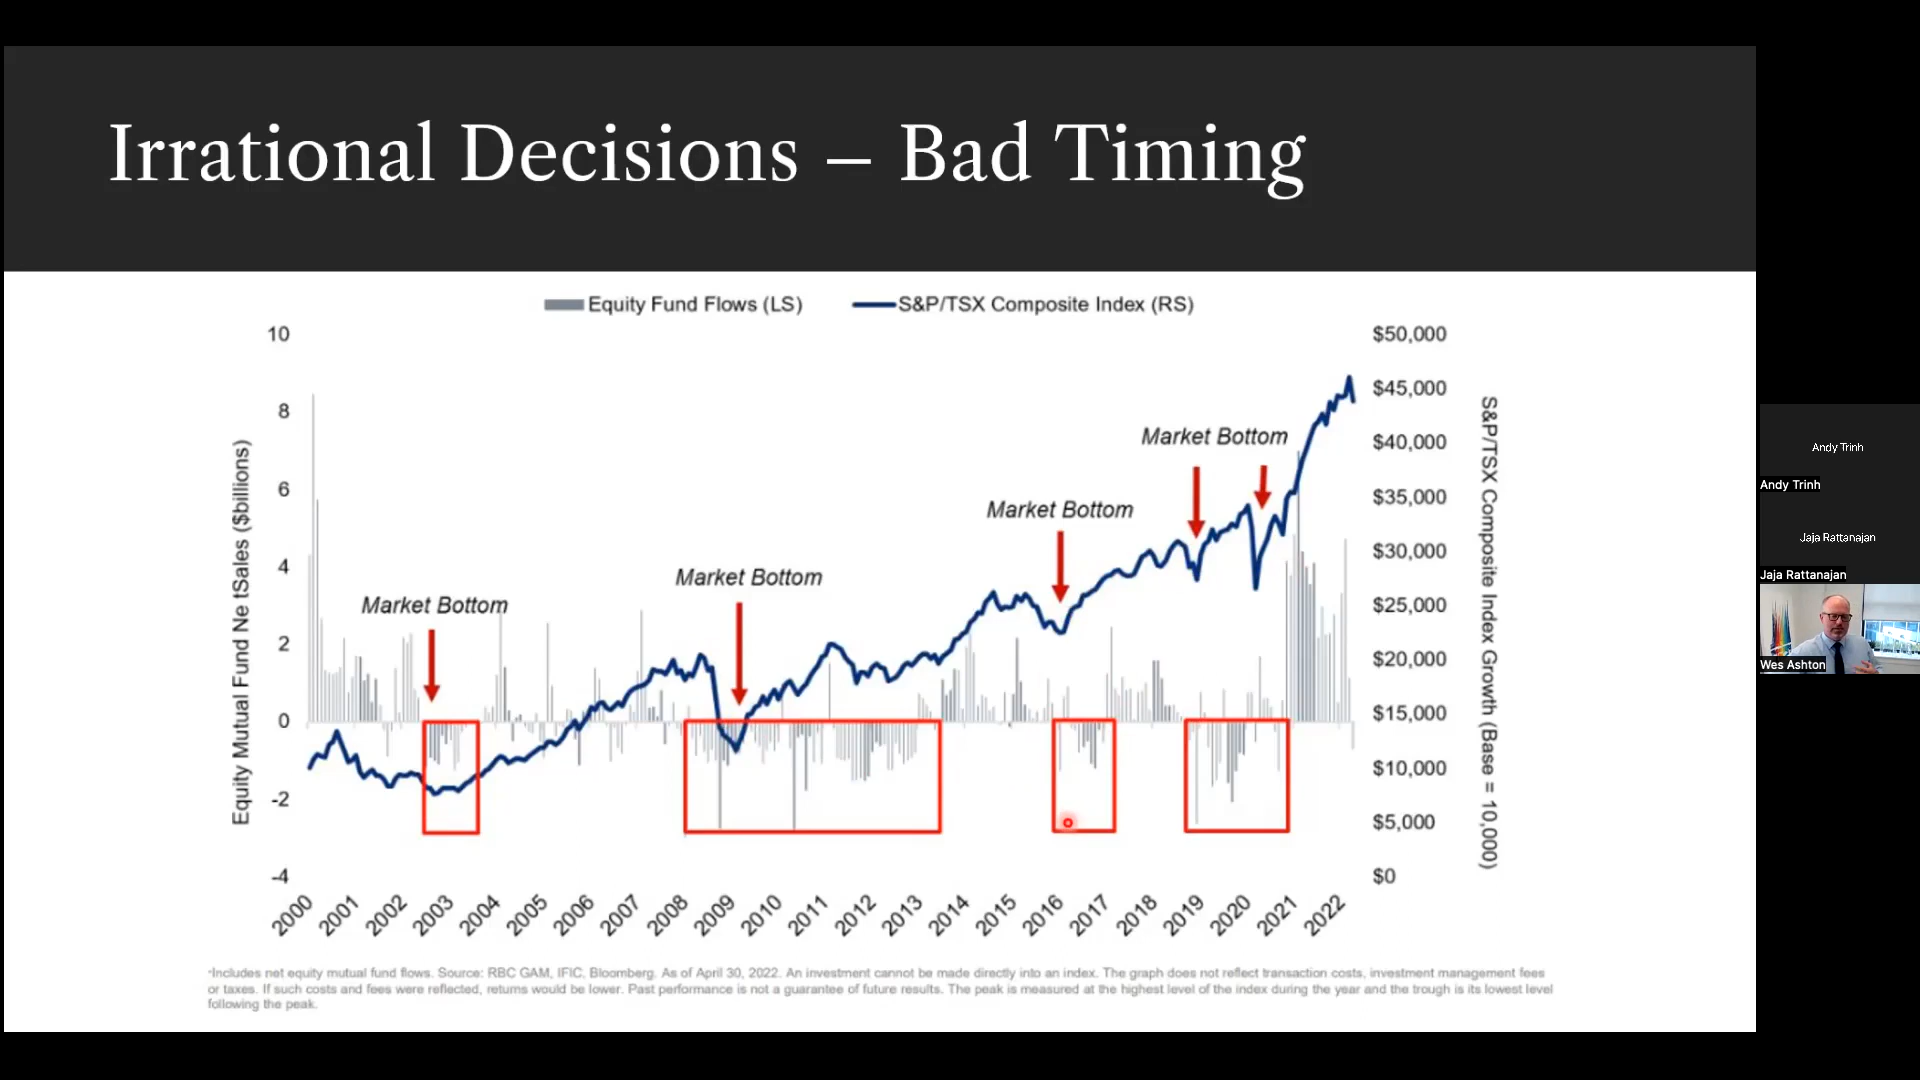 Irrational Decisions – Bad Timing
Equity Fund Flows (LS)
S&P/TSX Composite Index (RS)
10
8
6
4
2
0
-2
-4
Equity Mutual Fund Ne tSales ($billions)
$50,000
$45,000
$40,000
$35,000
$30,000
$25,000
$20,000
$15,000
$10,000
$5,000
$0
S&P/TSX Composite Index Growth (Base = 10,000)
Market Bottom
Market Bottom
Market Bottom
Market Bottom
2000
2001
2002
2003
2004
2005
2006
2007
2008
2009
2010
2011
2012
2013
2014
2015
2016
2017
2018
2019
2020
2021
2022
*Includes net equity mutual fund flows. Source: RBC GAM, IFIC, Bloomberg. As of April 30, 2022. An investment cannot be made directly into an index. The graph does not reflect transaction costs, investment management fees
or taxes. If such costs and fees were reflected, returns would be lower. Past performance is not a guarantee of future results. The peak is measured at the highest level of the index during the year and the trough is its lowest level
following the peak.
Andy Trinh
Andy Trinh
Jaja Rattanajan
Jaja Rattanajan
Wes Ashton